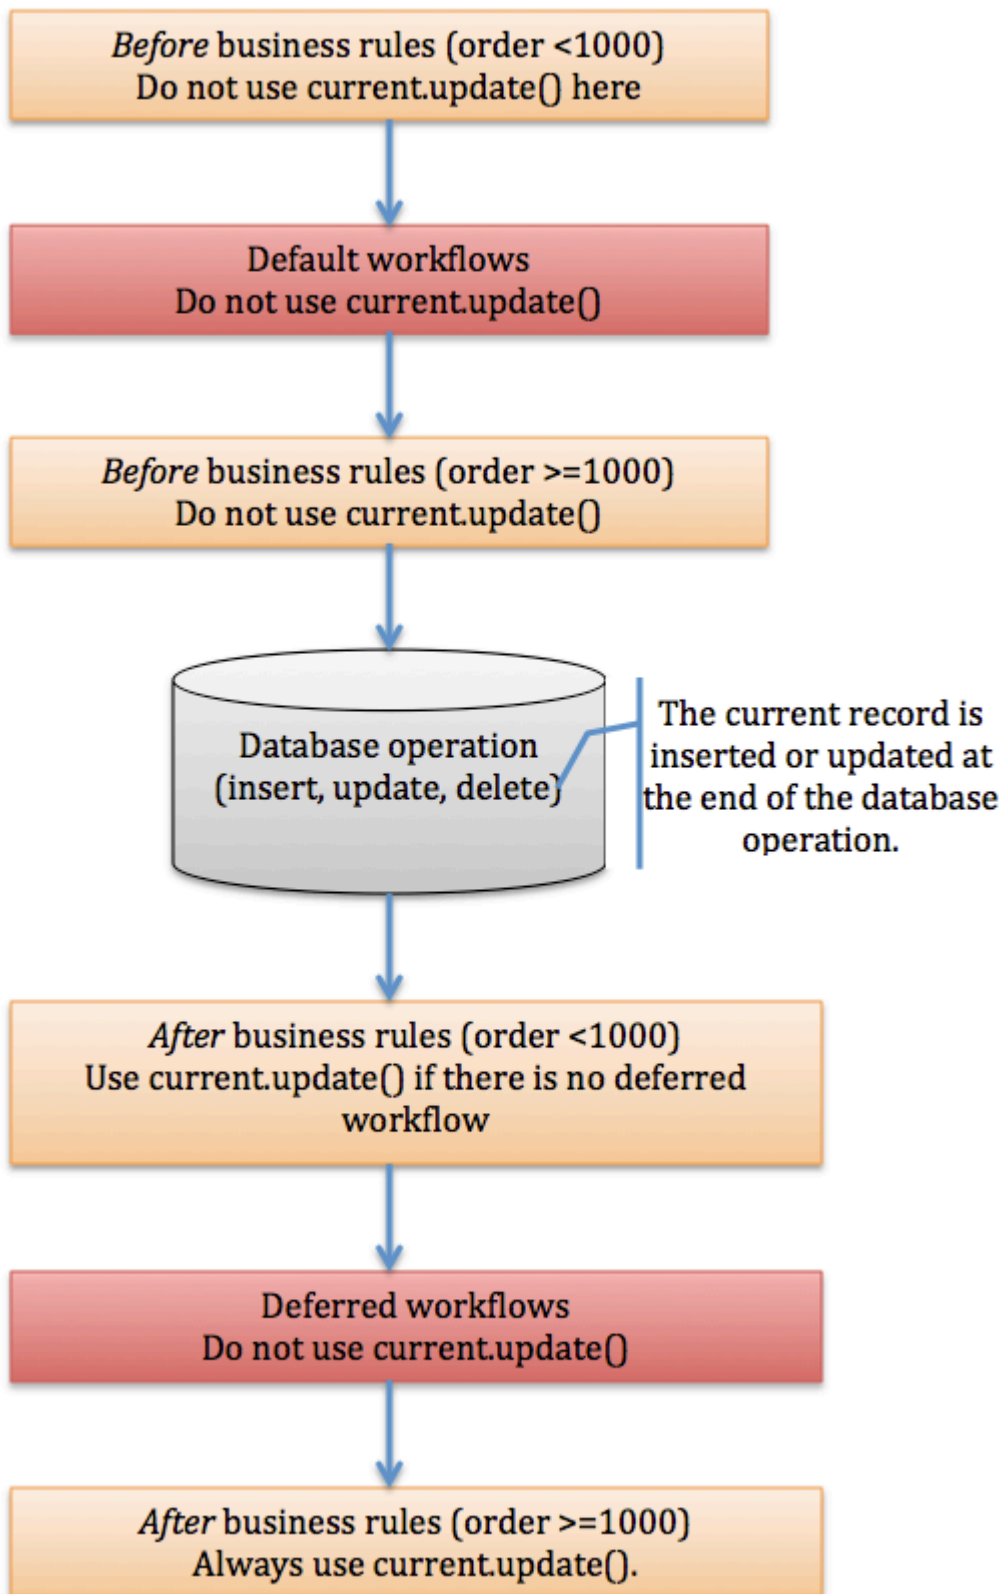 Before business rules (order <1000)
Do not use current.update() here
Default workflows
Do not use current.update()
Before business rules (order >=1000)
Do not use current.update()
Database operation
(insert, update, delete)
The current record is
inserted or updated at
the end of the database
operation.
After business rules (order <1000)
Use current.update() if there is no deferred
workflow
Deferred workflows
Do not use current.update()
After business rules (order >=1000)
Always use current.update().